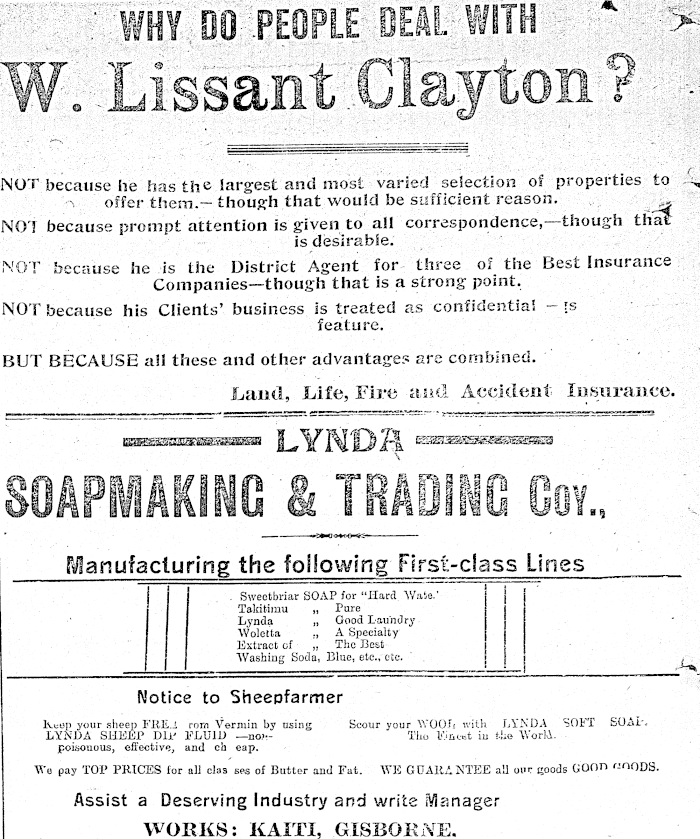 WHY DO PEOPLE DEAL WITH
W. Lissant Clayton?
NOT because he has the largest and most varied selection of properties to
offer them.— though that would be sufficient reason.
NOT because prompt attention is given to all correspondence,—though that
is desirable.
NOT because he is the District Agent for three of the Best Insurance
Companies—though that is a strong point.
NOT because his Clients' business is treated as confidential — is
feature.
BUT BECAUSE all these and other advantages are combined.
Land, Life, Fire and Accident Insurance.
LYNDA
SOAPMAKING & TRADING COY.,
Manufacturing the following First-class Lines
Sweetbriar SOAP for "Hard Wate.'
Takitimu „ Pure
Lynda „ Good Laundry
Woletta „ A Specialty
Extract of „ The Best
Washing Soda, Blue, etc., etc.
Notice to Sheepfarmer
Keep your sheep FREE rom Vermin by using
LYNDA SHEEP DIP FLUID —non-
poisonous, effective, and ch eap.
Scour your WOOL with LYNDA SOFT SOAP.
The Finest in the World.
We pay TOP PRICES for all clas ses of Butter and Fat. WE GUARANTEE all our goods GOOD GOODS.
Assist a Deserving Industry and write Manager
WORKS: KAITI, GISBORNE.